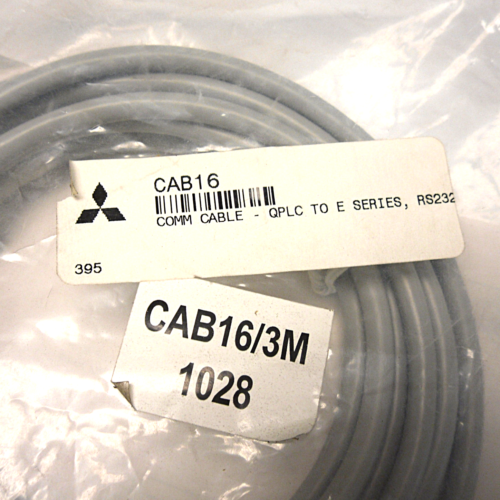 CAB16
COMM CABLE - QPLC TO E SERIES, RS232
395
CAB16/3M
1028